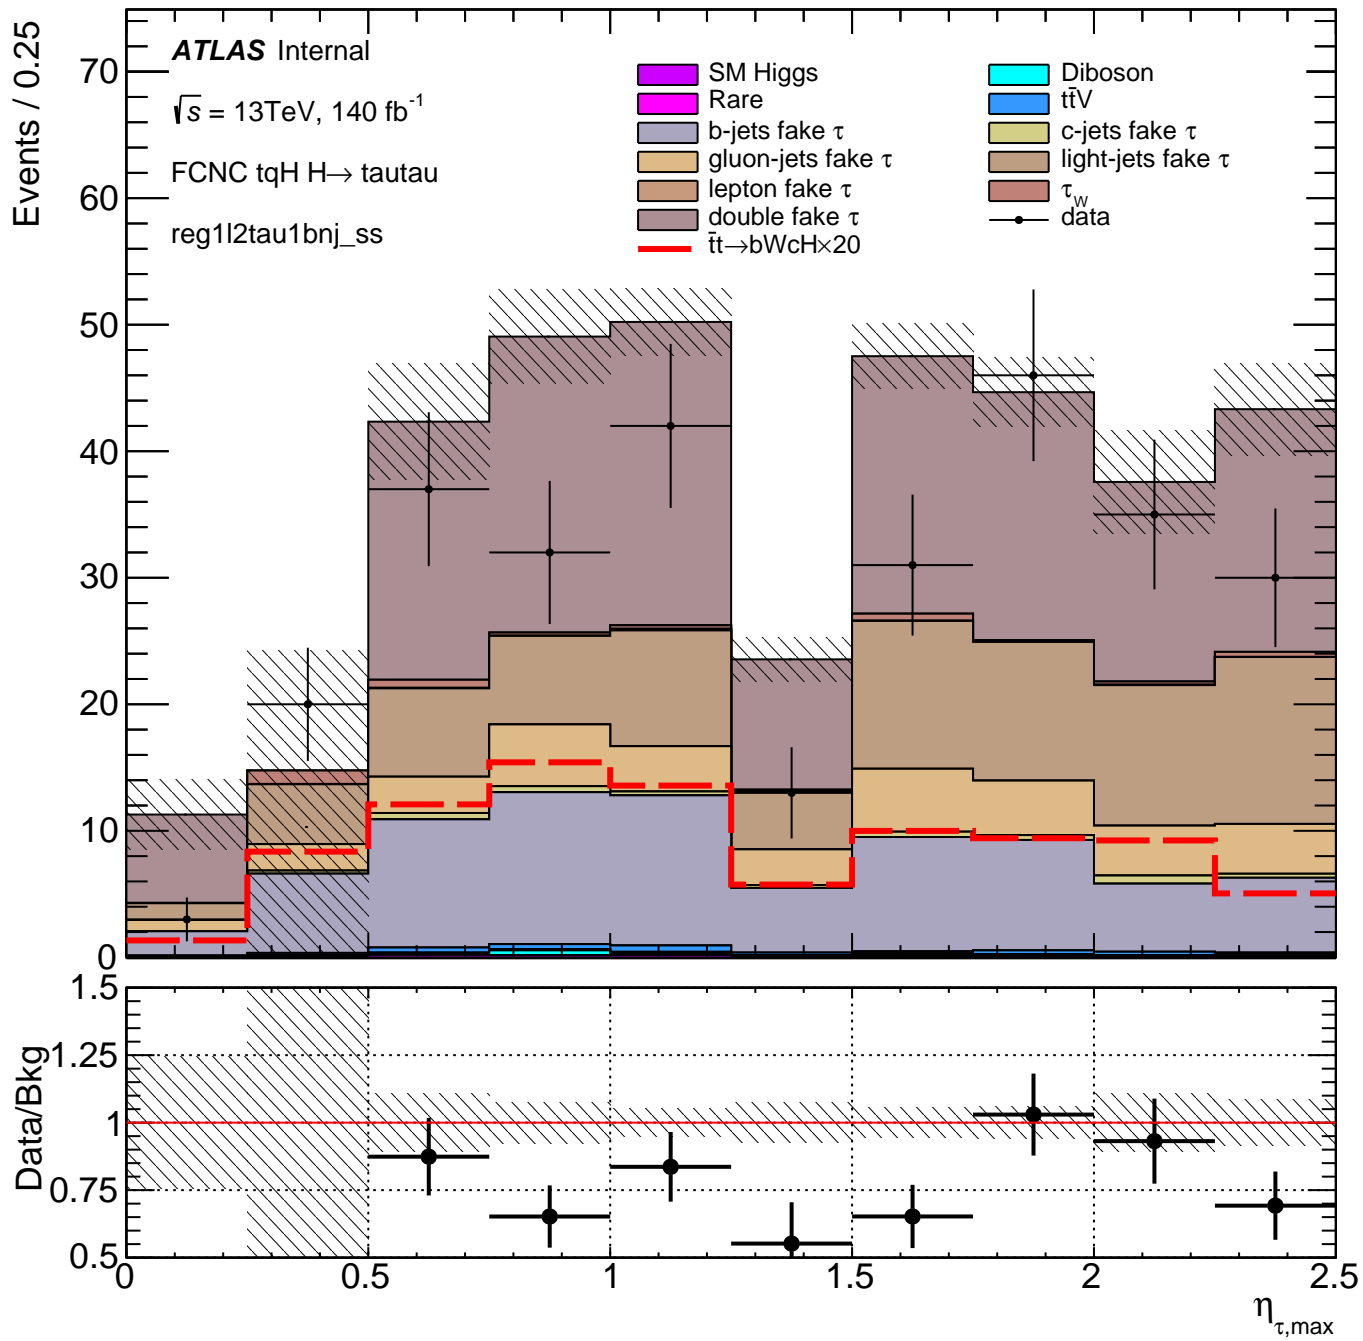 Events / 0.25
70
60
50
40
30
20
10
0
ATLAS Internal
√s = 13TeV, 140 fb⁻¹
FCNC tqH H→ tautau
reg1l2tau1bnj_ss
SM Higgs
Diboson
Rare
tt̄V
b-jets fake τ
c-jets fake τ
gluon-jets fake τ
light-jets fake τ
lepton fake τ
τ_W
double fake τ
data
t̄t→bWcH×20
Data/Bkg
1.5
1.25
1
0.75
0.5
0 0.5 1 1.5 2 2.5
η_τ,max